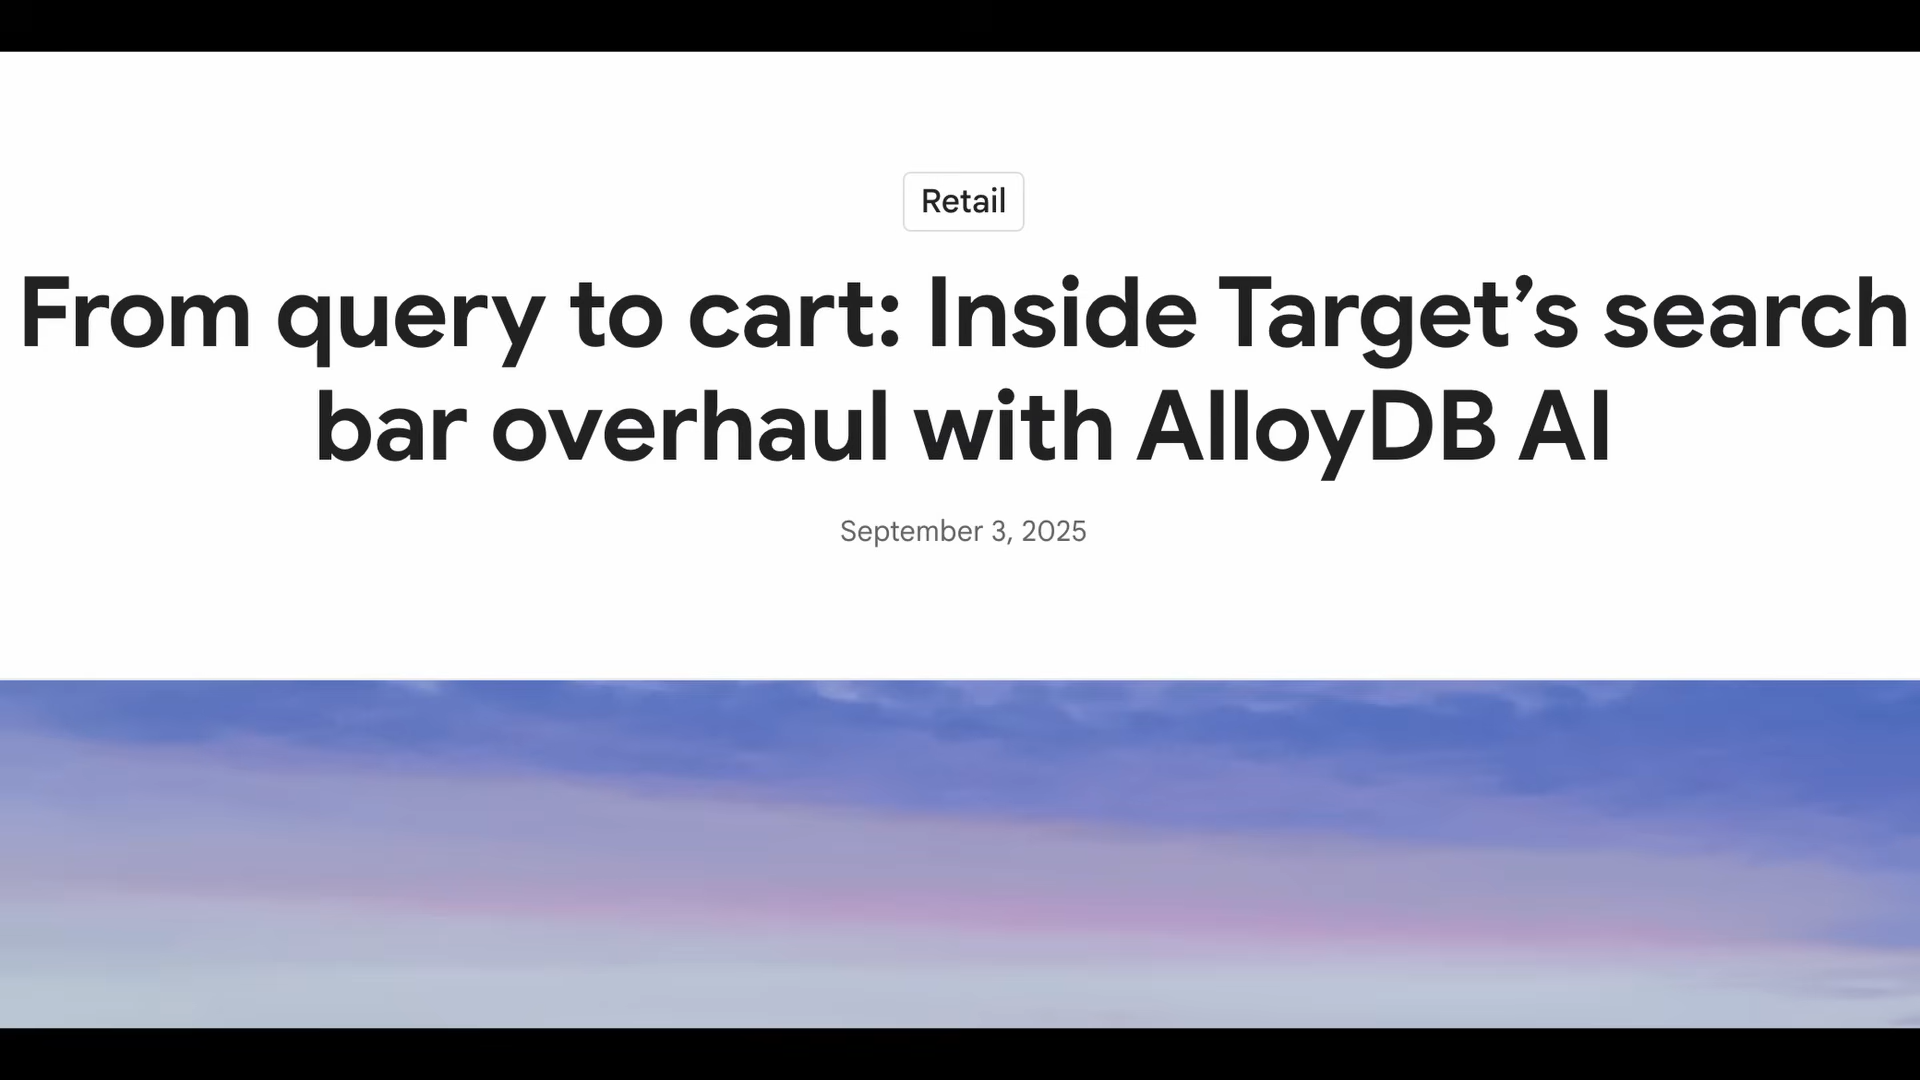 Retail
From query to cart: Inside Target’s search
bar overhaul with AlloyDB AI
September 3, 2025